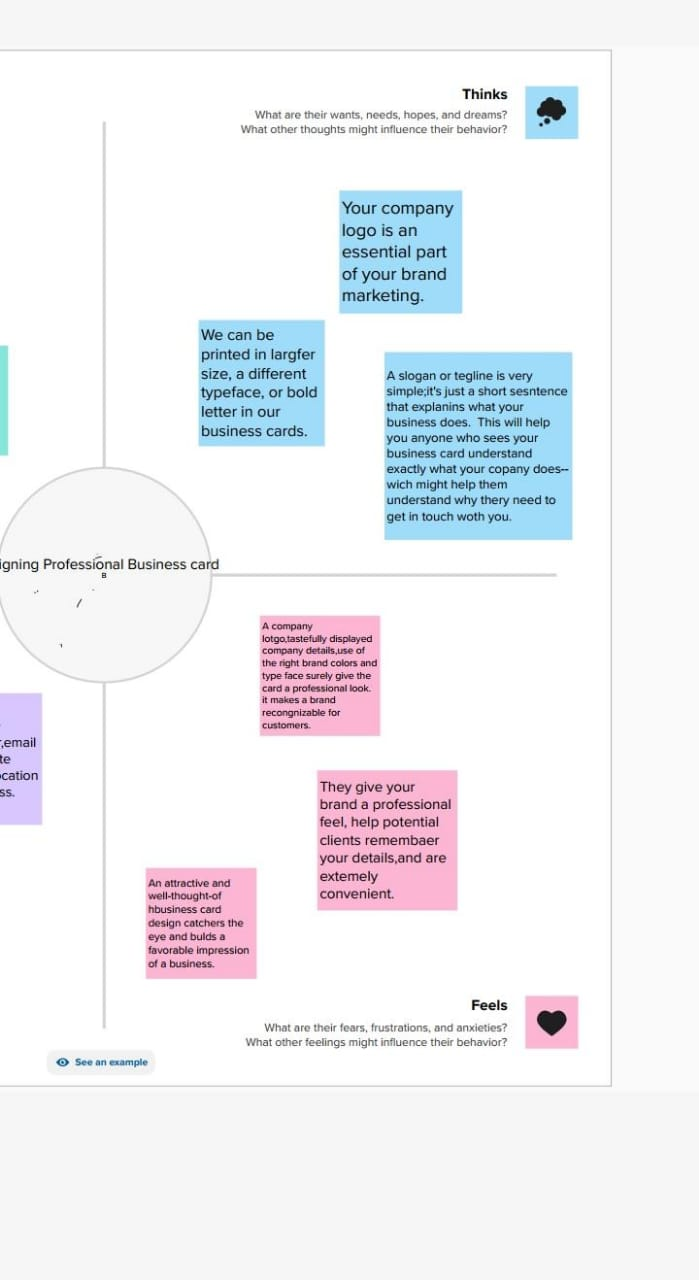 Thinks
What are their wants, needs, hopes, and dreams?
What other thoughts might influence their behavior?
Your company
logo is an
essential part
of your brand
marketing.
We can be
printed in largfer
size, a different
typeface, or bold
letter in our
business cards.
A slogan or tegline is very
simple;it's just a short sesntence
that explanins what your
business does. This will help
you anyone who sees your
business card understand
exactly what your copany does--
wich might help them
understand why thery need to
get in touch woth you.
igning Professional Business card
B
A company
lotgo,tastefully displayed
company details,use of
the right brand colors and
type face surely give the
card a professional look.
it makes a brand
recongnizable for
customers.
,email
te
cation
ss.
They give your
brand a professional
feel, help potential
clients remembaer
your details,and are
extemely
convenient.
An attractive and
well-thought-of
hbusiness card
design catchers the
eye and bulds a
favorable impression
of a business.
Feels
What are their fears, frustrations, and anxieties?
What other feelings might influence their behavior?
See an example